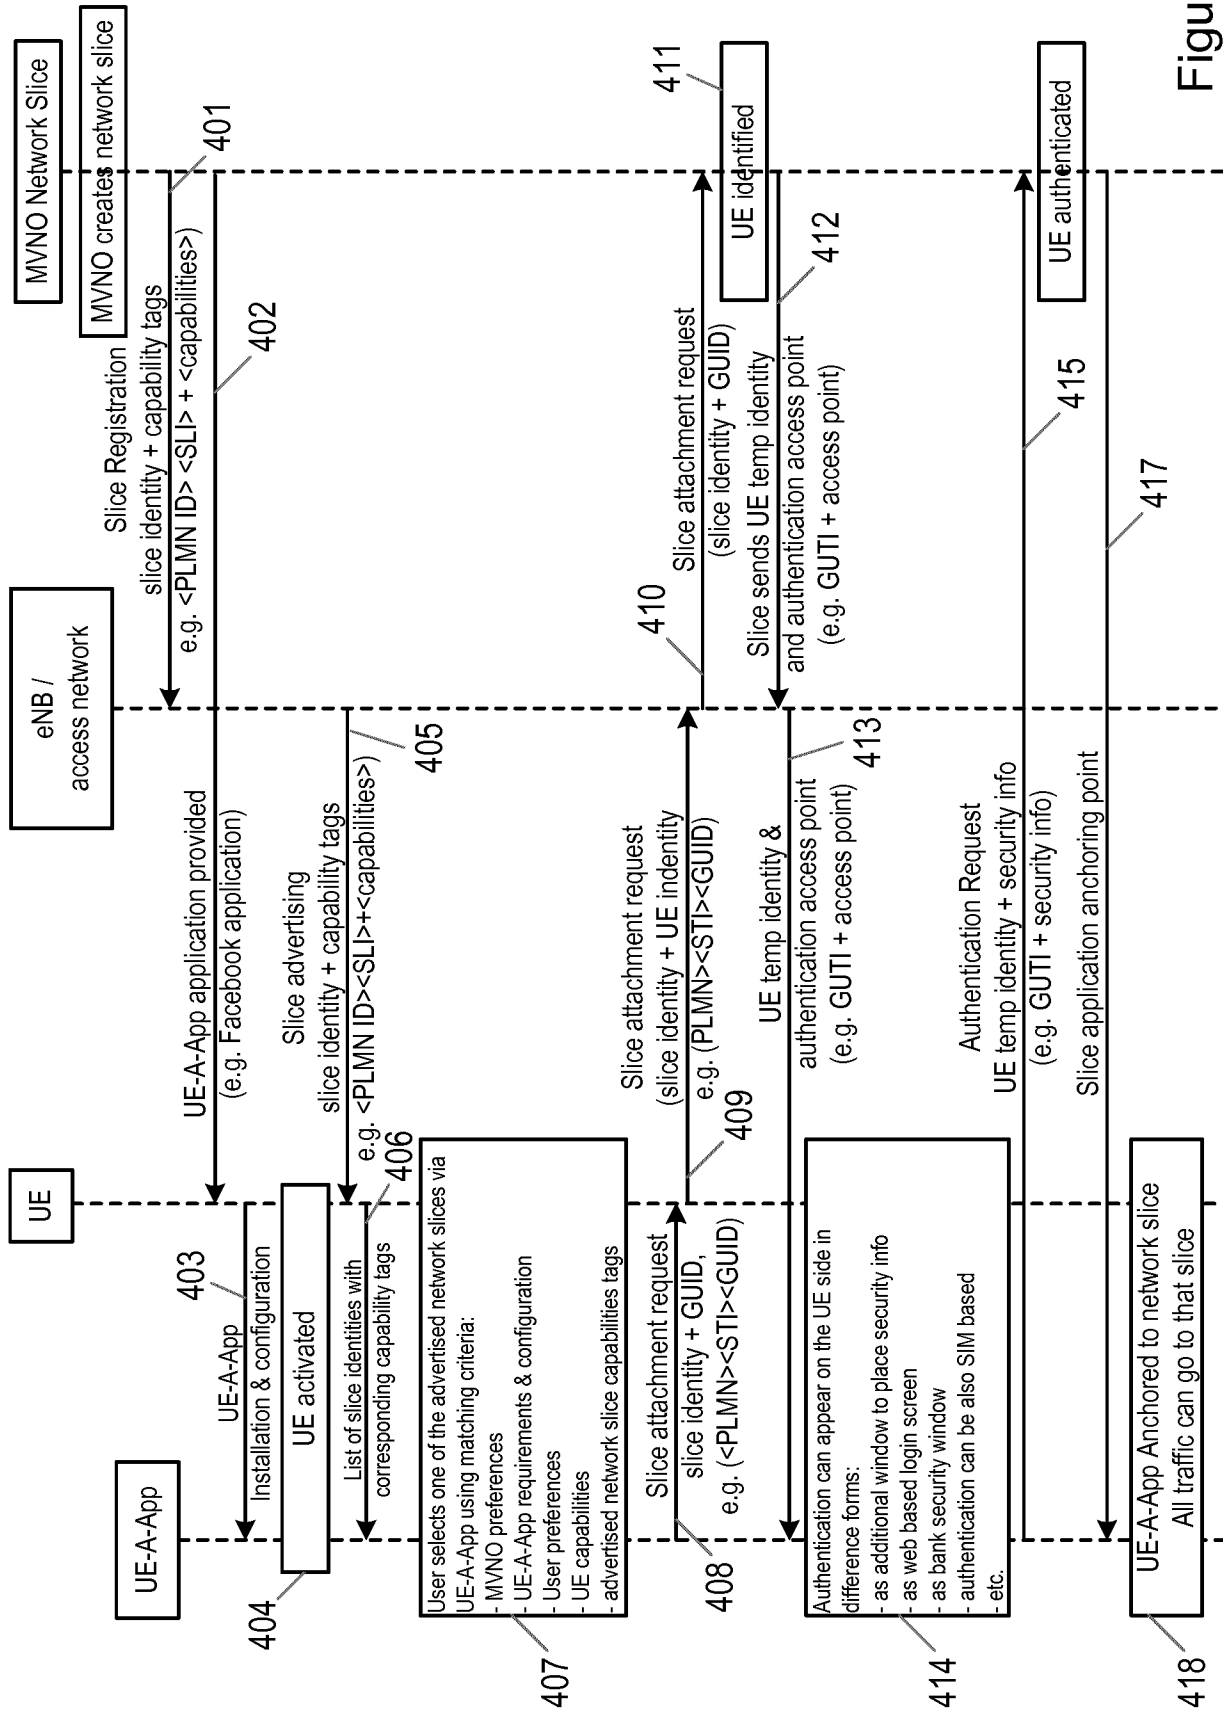 UE-A-App
UE
eNB /
access network
MVNO Network Slice
MVNO creates network slice
Slice Registration
slice identity + capability tags
e.g. <PLMN ID> <SLI> + <capabilities>)
401
UE-A-App application provided
(e.g. Facebook application)
402
403
UE-A-App
Installation & configuration
UE activated
404
Slice advertising
slice identity + capability tags
e.g. <PLMN ID><SLI>+<capabilities>)
405
406
List of slice identities with
corresponding capability tags
User selects one of the advertised network slices via
UE-A-App using matching criteria:
- MVNO preferences
- UE-A-App requirements & configuration
- User preferences
- UE capabilities
- advertised network slice capabilities tags
407
Slice attachment request
slice identity + GUID,
e.g. (<PLMN><STI><GUID)
408
Slice attachment request
(slice identity + UE indentity
e.g. (PLMN><STI><GUID)
409
410
Slice attachment request
(slice identity + GUID)
411
UE identified
Slice sends UE temp identity
and authentication access point
(e.g. GUTI + access point)
412
UE temp identity &
authentication access point
(e.g. GUTI + access point)
413
Authentication can appear on the UE side in
difference forms:
- as additional window to place security info
- as web based login screen
- as bank security window
- authentication can be also SIM based
- etc.
414
Authentication Request
UE temp identity + security info
(e.g. GUTI + security info)
415
UE authenticated
Slice application anchoring point
417
UE-A-App Anchored to network slice
All traffic can go to that slice
418
Figu